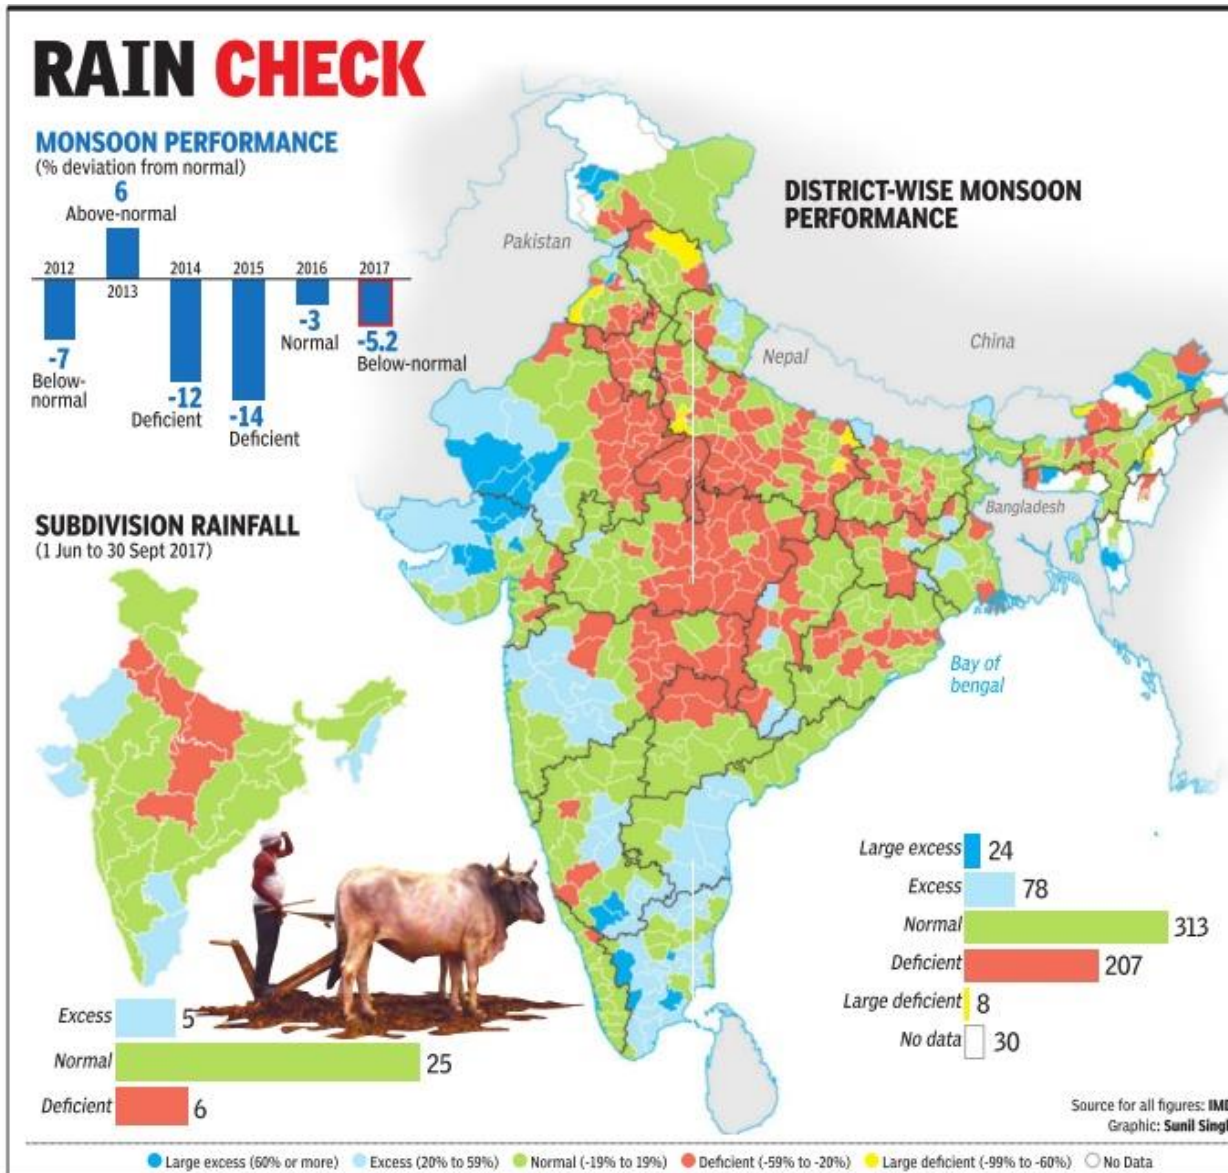 RAIN CHECK
MONSOON PERFORMANCE
(% deviation from normal)
6
Above-normal
2012
2013
2014
2015
2016
2017
-7
Below-
normal
-12
Deficient
-14
Deficient
-3
Normal
-5.2
Below-normal
DISTRICT-WISE MONSOON
PERFORMANCE
Pakistan
Nepal
China
Bangladesh
Bay of
bengal
SUBDIVISION RAINFALL
(1 Jun to 30 Sept 2017)
Excess 5
Normal 25
Deficient 6
Large excess 24
Excess 78
Normal 313
Deficient 207
Large deficient 8
No data 30
Source for all figures: IMD
Graphic: Sunil Singh
Large excess (60% or more) Excess (20% to 59%) Normal (-19% to 19%) Deficient (-59% to -20%) Large deficient (-99% to -60%) No Data